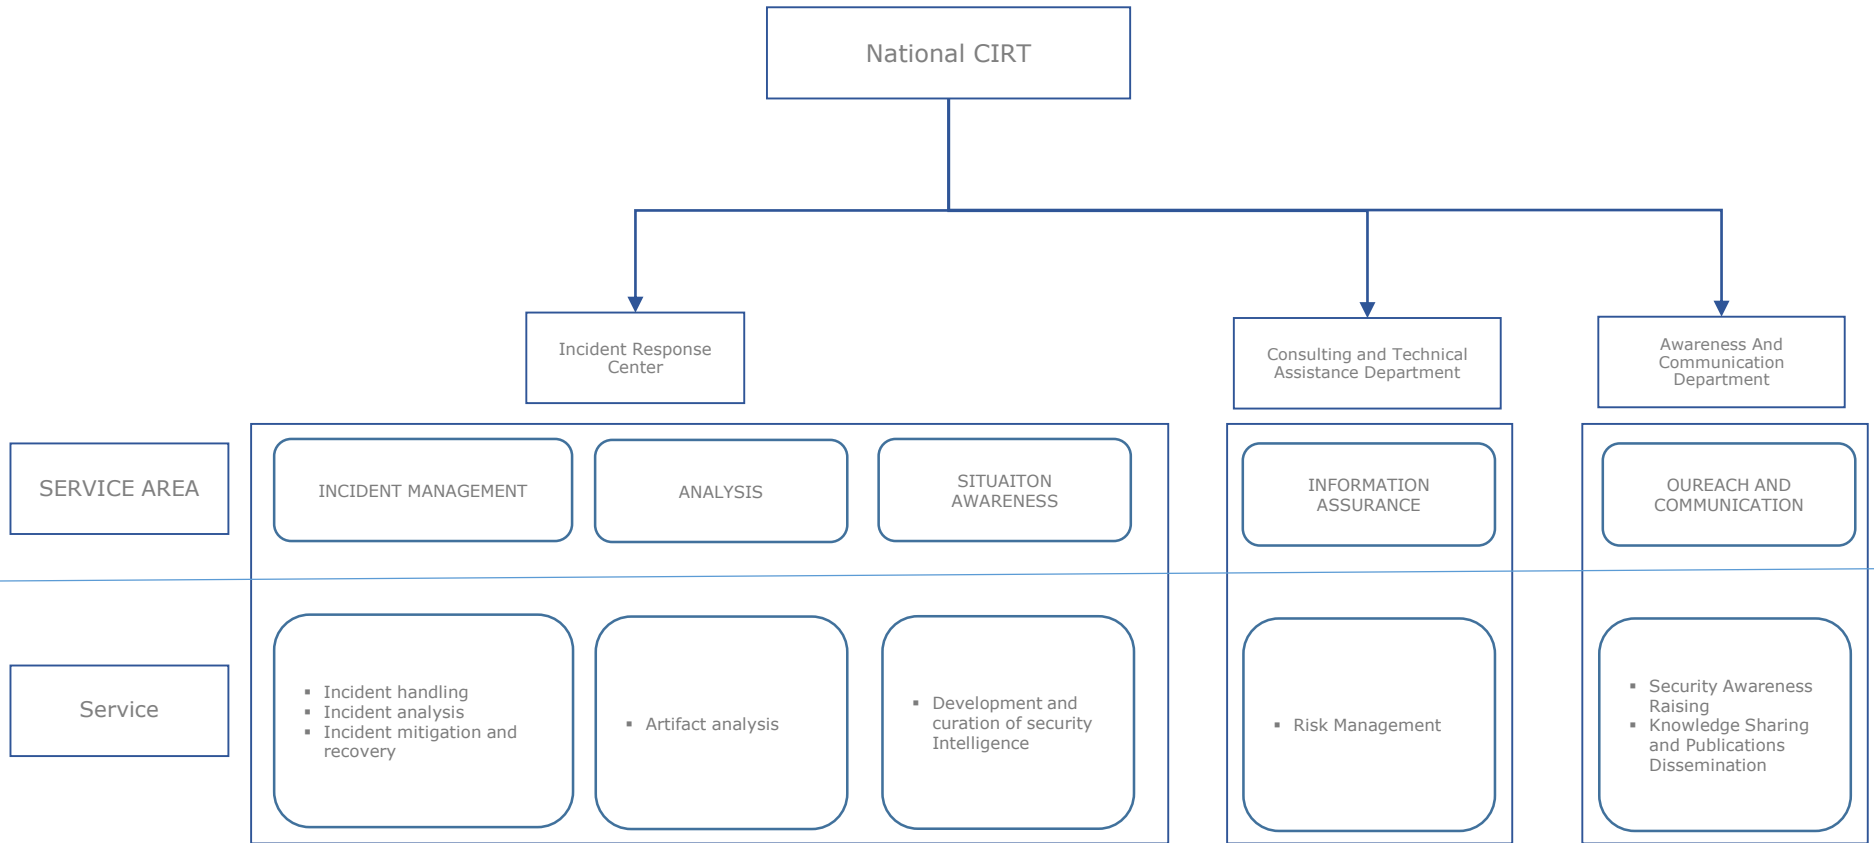 National CIRT
Incident Response
Center
Consulting and Technical
Assistance Department
Awareness And
Communication
Department
SERVICE AREA
INCIDENT MANAGEMENT
ANALYSIS
SITUAITON
AWARENESS
INFORMATION
ASSURANCE
OUREACH AND
COMMUNICATION
Service
▪ Incident handling
▪ Incident analysis
▪ Incident mitigation and
recovery
▪ Artifact analysis
▪ Development and
curation of security
Intelligence
▪ Risk Management
▪ Security Awareness
Raising
▪ Knowledge Sharing
and Publications
Dissemination